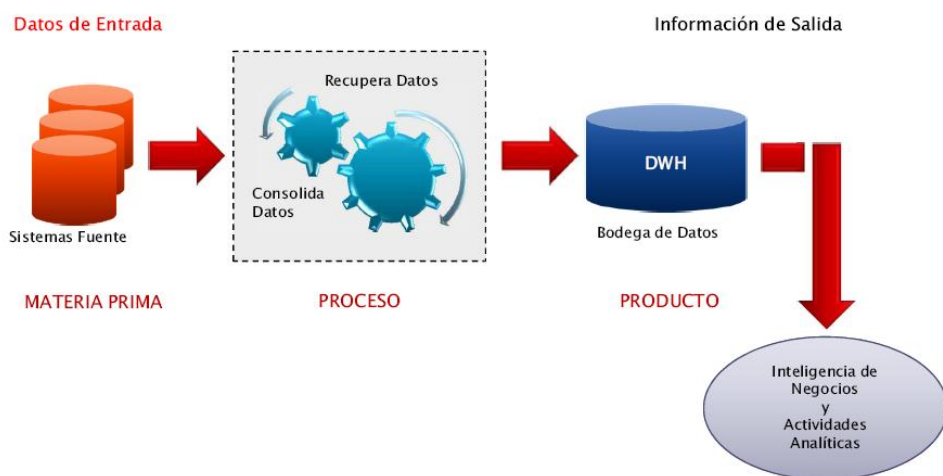 Datos de Entrada
Información de Salida
Recupera Datos
Consolida
Datos
DWH
Sistemas Fuente
Bodega de Datos
MATERIA PRIMA
PROCESO
PRODUCTO
Inteligencia de
Negocios
y
Actividades
Analíticas